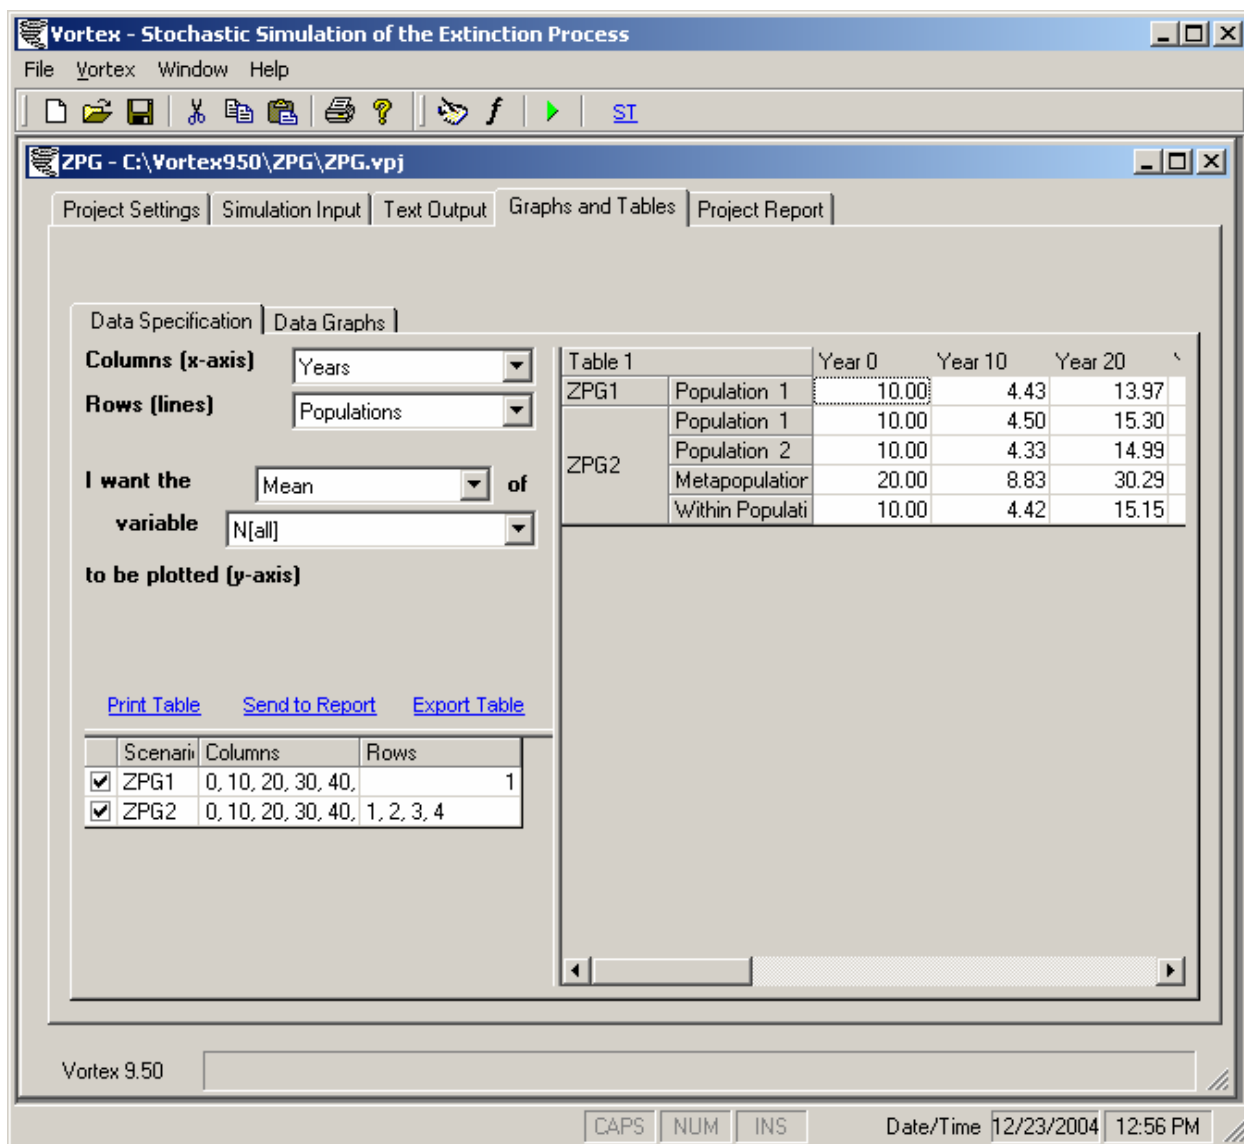 Vortex - Stochastic Simulation of the Extinction Process
File Vortex Window Help
ST
ZPG - C:\Vortex950\ZPG\ZPG.vpj
Project Settings Simulation Input Text Output Graphs and Tables Project Report
Data Specification Data Graphs
Columns (x-axis) Years
Rows (lines) Populations
I want the Mean of
variable N[all]
to be plotted (y-axis)
Print Table Send to Report Export Table
Scenari Columns Rows
ZPG1 0, 10, 20, 30, 40, 1
ZPG2 0, 10, 20, 30, 40, 1, 2, 3, 4
Table 1 Year 0 Year 10 Year 20
ZPG1 Population 1 10.00 4.43 13.97
ZPG2 Population 1 10.00 4.50 15.30
Population 2 10.00 4.33 14.99
Metapopulation 20.00 8.83 30.29
Within Populati 10.00 4.42 15.15
Vortex 9.50
CAPS NUM INS Date/Time 12/23/2004 12:56 PM